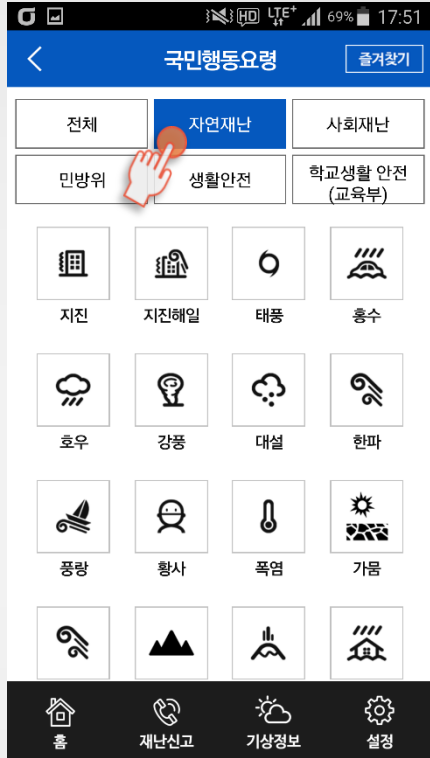 HD LTE+ 69% 17:51
국민행동요령 즐겨찾기
전체 자연재난 사회재난
민방위 생활안전 학교생활 안전
(교육부)
지진 지진해일 태풍 홍수
호우 강풍 대설 한파
풍랑 황사 폭염 가뭄
홈 재난신고 기상정보 설정